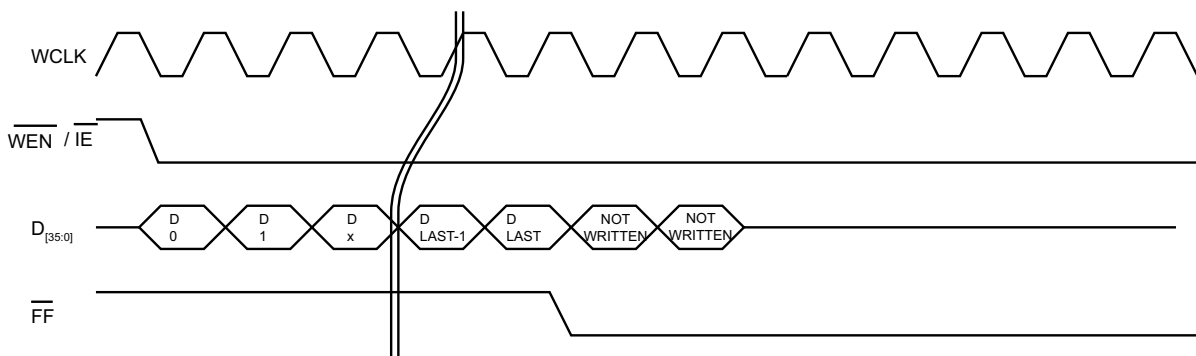 WCLK
WEN / IE
D[35:0]
D
0
D
1
D
x
D
LAST-1
D
LAST
NOT
WRITTEN
NOT
WRITTEN
FF